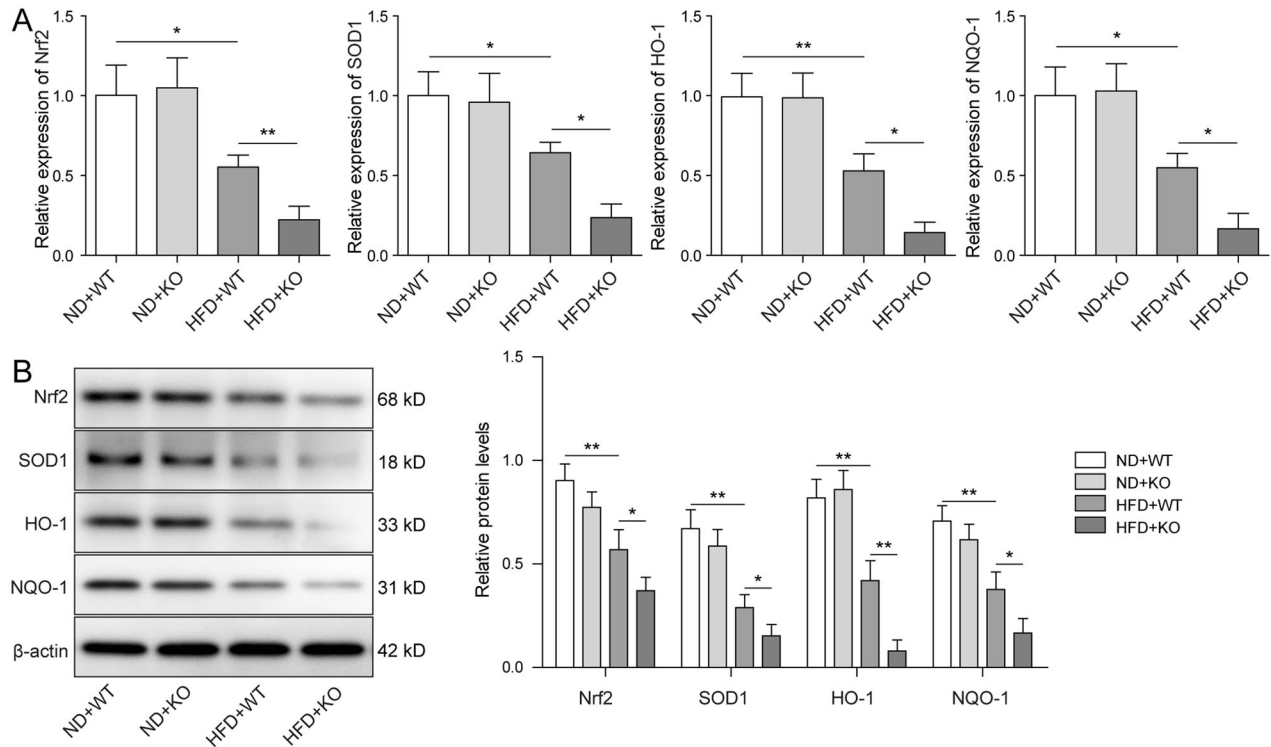 A
Relative expression of Nrf2
1.5
1.0
0.5
0.0
*
**
ND+WT
ND+KO
HFD+WT
HFD+KO
Relative expression of SOD1
1.5
1.0
0.5
0.0
*
*
ND+WT
ND+KO
HFD+WT
HFD+KO
Relative expression of HO-1
1.5
1.0
0.5
0.0
**
*
ND+WT
ND+KO
HFD+WT
HFD+KO
Relative expression of NQO-1
1.5
1.0
0.5
0.0
*
*
ND+WT
ND+KO
HFD+WT
HFD+KO
B
Nrf2 68 kD
SOD1 18 kD
HO-1 33 kD
NQO-1 31 kD
β-actin 42 kD
ND+WT
ND+KO
HFD+WT
HFD+KO
Relative protein levels
1.5
1.0
0.5
0.0
**
*
**
*
**
**
**
*
Nrf2
SOD1
HO-1
NQO-1
ND+WT
ND+KO
HFD+WT
HFD+KO